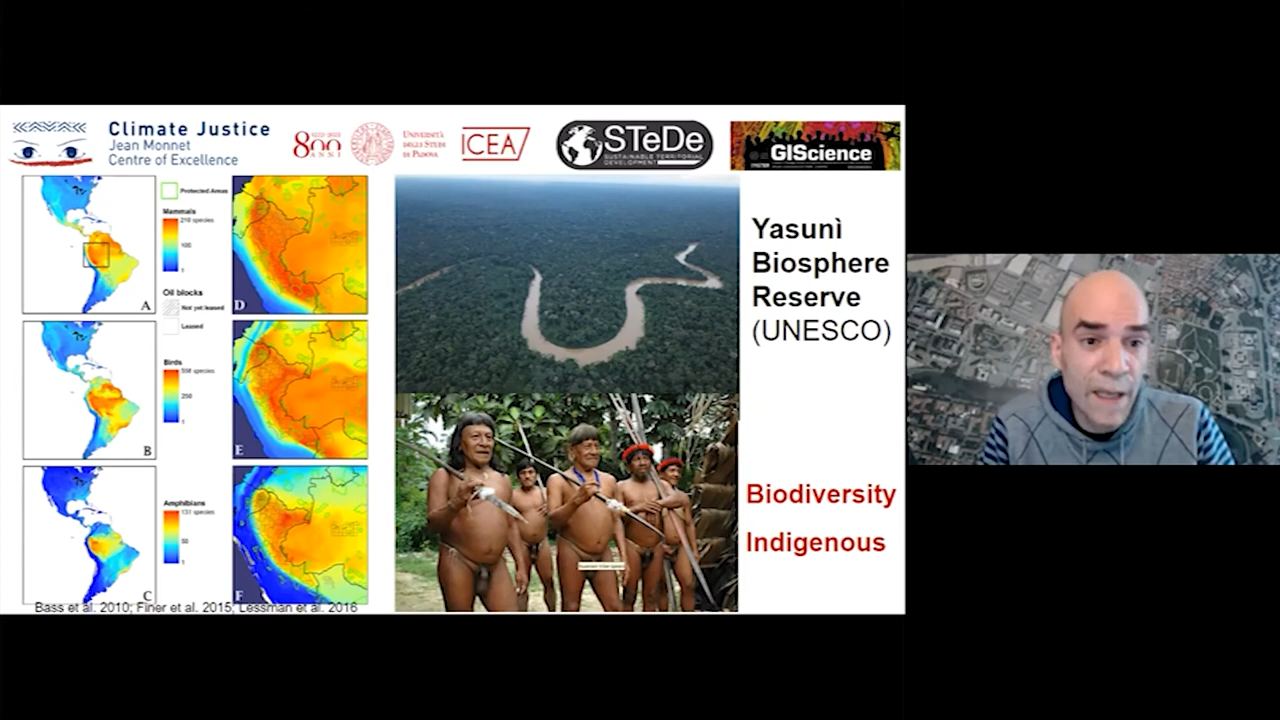 Climate Justice
Jean Monnet
Centre of Excellence
1222-2022
800
ANNI
UNIVERSITÀ
DEGLI STUDI
DI PADOVA
ICEA
STeDe
SUSTAINABLE TERRITORIAL
DEVELOPMENT
GIScience
Protected Areas
Mammals
210 species
100
1
Oil blocks
Not yet leased
Leased
Birds
558 species
250
1
Amphibians
131 species
50
1
A
D
B
E
C
F
Bass et al. 2010; Finer et al. 2015; Lessman et al. 2016
Yasunì
Biosphere
Reserve
(UNESCO)
Biodiversity
Indigenous